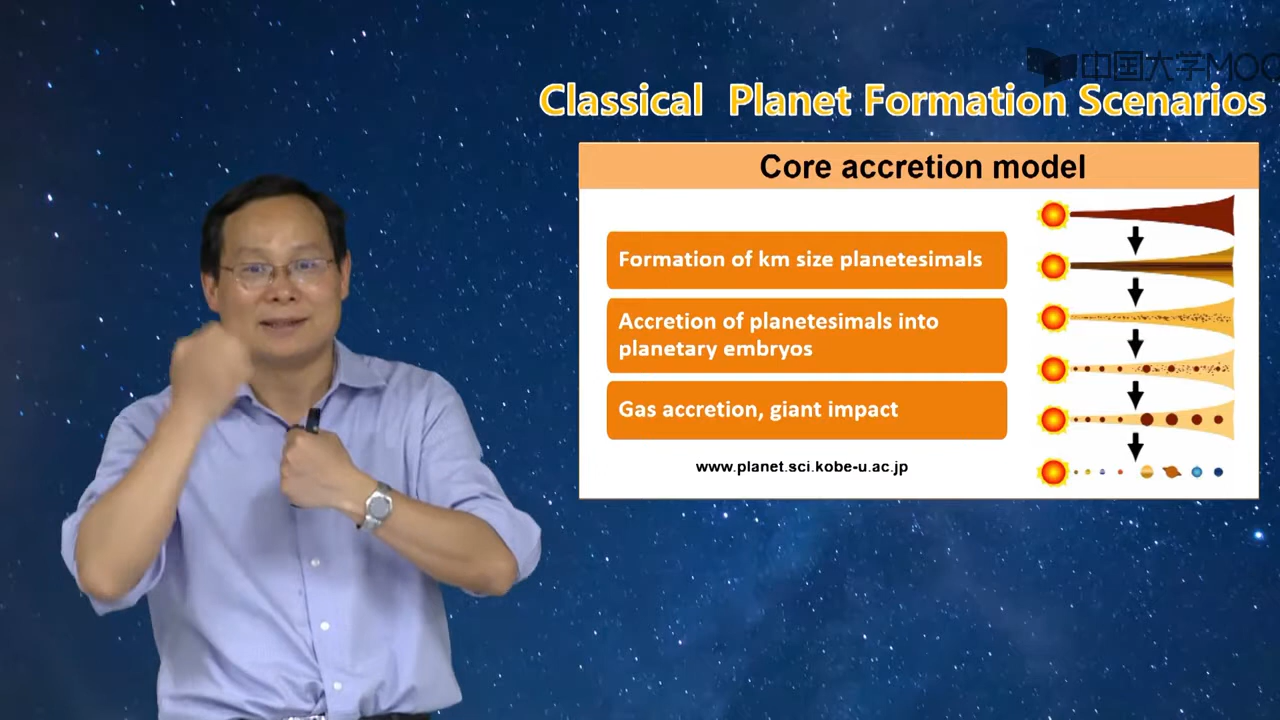 中国大学MOO
Classical Planet Formation Scenarios
Core accretion model
Formation of km size planetesimals
Accretion of planetesimals into
planetary embryos
Gas accretion, giant impact
www.planet.sci.kobe-u.ac.jp